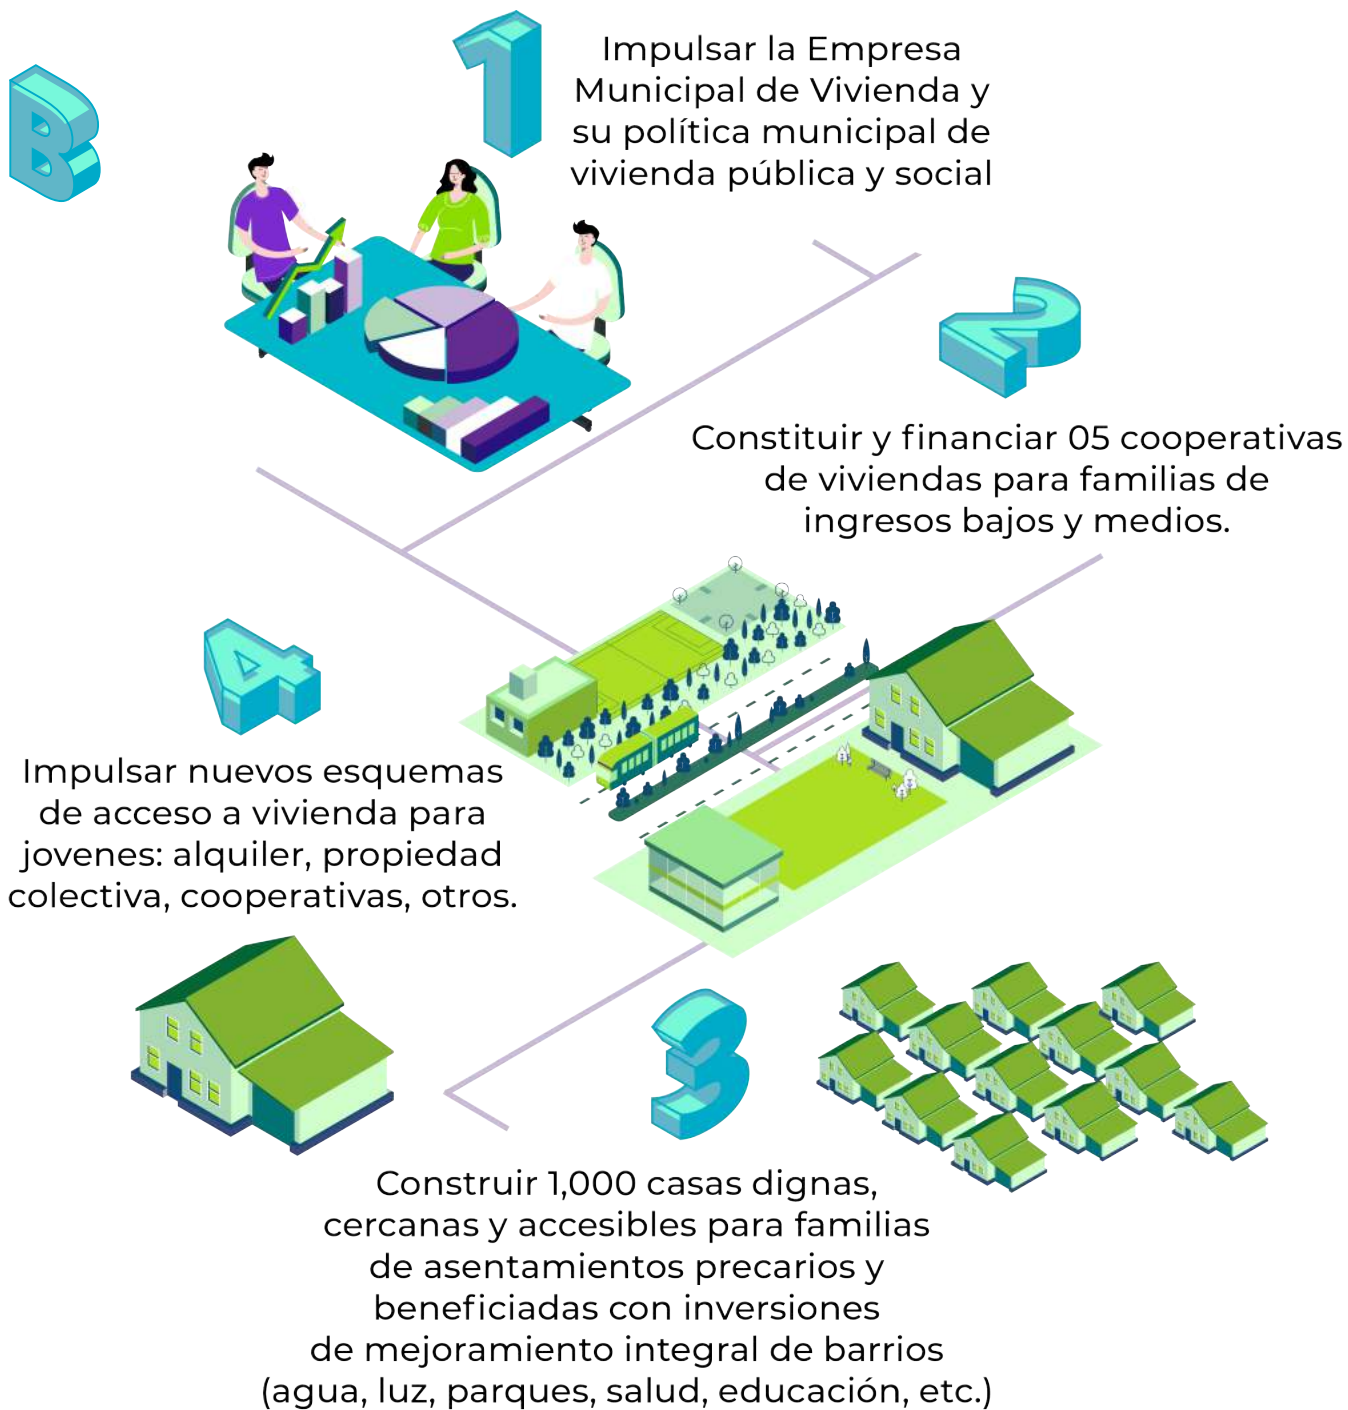 B
1
Impulsar la Empresa
Municipal de Vivienda y
su política municipal de
vivienda pública y social
2
Constituir y financiar 05 cooperativas
de viviendas para familias de
ingresos bajos y medios.
4
Impulsar nuevos esquemas
de acceso a vivienda para
jovenes: alquiler, propiedad
colectiva, cooperativas, otros.
3
Construir 1,000 casas dignas,
cercanas y accesibles para familias
de asentamientos precarios y
beneficiadas con inversiones
de mejoramiento integral de barrios
(agua, luz, parques, salud, educación, etc.)